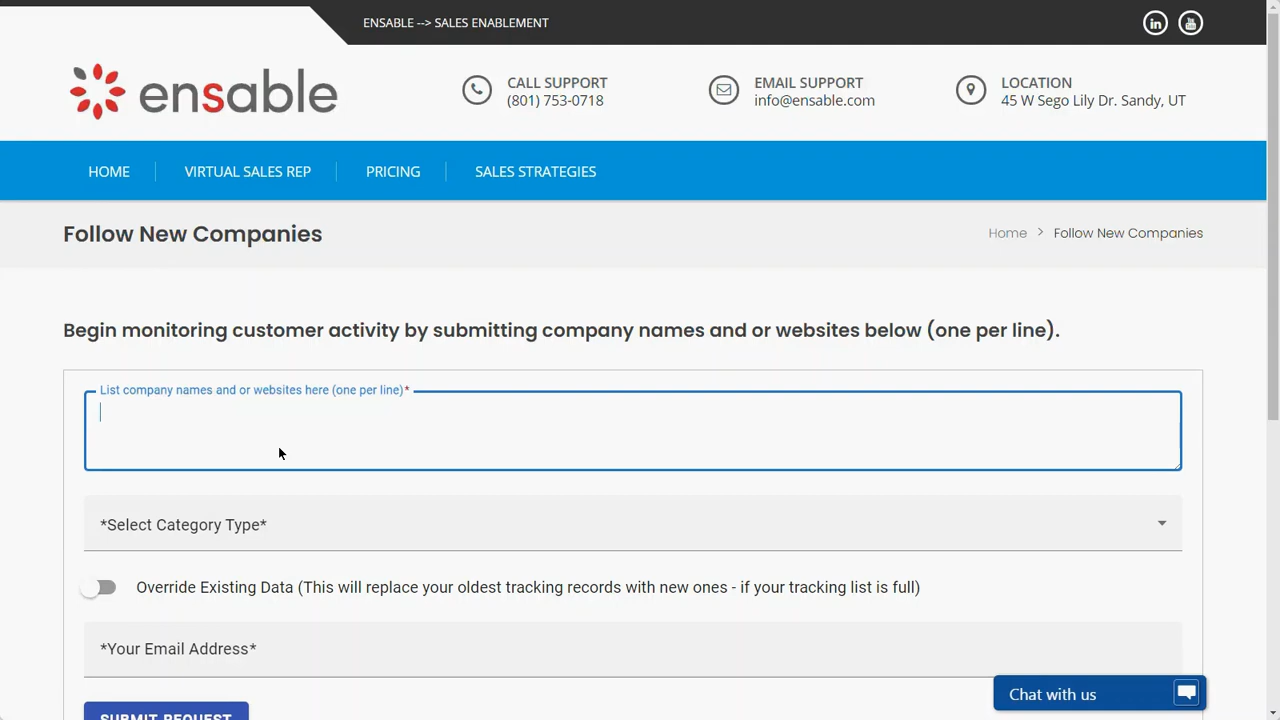 ENSABLE --> SALES ENABLEMENT
in
You Tube
ensable
CALL SUPPORT
(801) 753-0718
EMAIL SUPPORT
info@ensable.com
LOCATION
45 W Sego Lily Dr. Sandy, UT
HOME
VIRTUAL SALES REP
PRICING
SALES STRATEGIES
Follow New Companies
Home > Follow New Companies
Begin monitoring customer activity by submitting company names and or websites below (one per line).
List company names and or websites here (one per line)*
*Select Category Type*
Override Existing Data (This will replace your oldest tracking records with new ones - if your tracking list is full)
*Your Email Address*
SUBMIT REQUEST
Chat with us